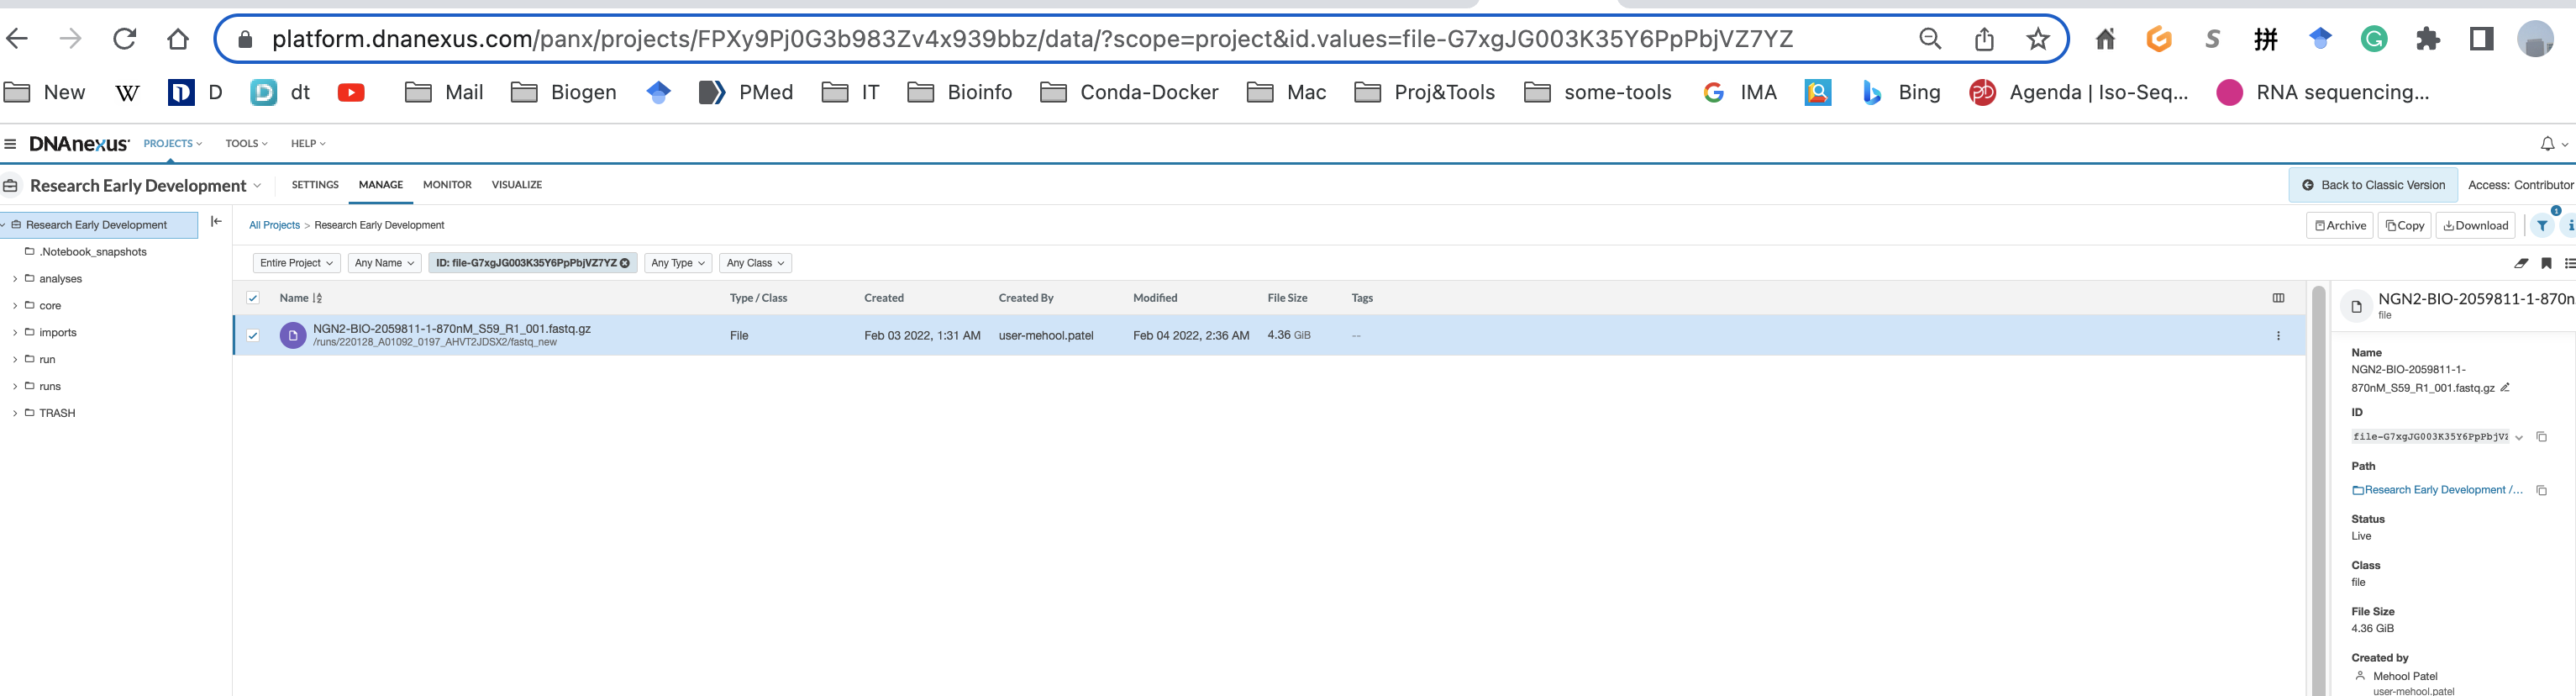 platform.dnanexus.com/panx/projects/FPXy9Pj0G3b983Zv4x939bbz/data/?scope=project&id.values=file-G7xgJG003K35Y6PpPbjVZ7YZ
S 拼 G
New W D dt Mail Biogen PMed IT Bioinfo Conda-Docker Mac Proj&Tools some-tools G IMA Bing Agenda | Iso-Seq... RNA sequencing...
DNAnexus PROJECTS TOOLS HELP
Research Early Development SETTINGS MANAGE MONITOR VISUALIZE Back to Classic Version Access: Contributor
Research Early Development
.Notebook_snapshots
analyses
core
imports
run
runs
TRASH
All Projects > Research Early Development
Archive Copy Download 1
Entire Project Any Name ID: file-G7xgJG003K35Y6PpPbjVZ7YZ Any Type Any Class
Name Type / Class Created Created By Modified File Size Tags
NGN2-BIO-2059811-1-870nM_S59_R1_001.fastq.gz File Feb 03 2022, 1:31 AM user-mehool.patel Feb 04 2022, 2:36 AM 4.36 GiB --
/runs/220128_A01092_0197_AHVT2JDSX2/fastq_new
NGN2-BIO-2059811-1-870n
file
Name
NGN2-BIO-2059811-1-
870nM_S59_R1_001.fastq.gz
ID
file-G7xgJG003K35Y6PpPbjVZ
Path
Research Early Development /...
Status
Live
Class
file
File Size
4.36 GiB
Created by
Mehool Patel
user-mehool.patel